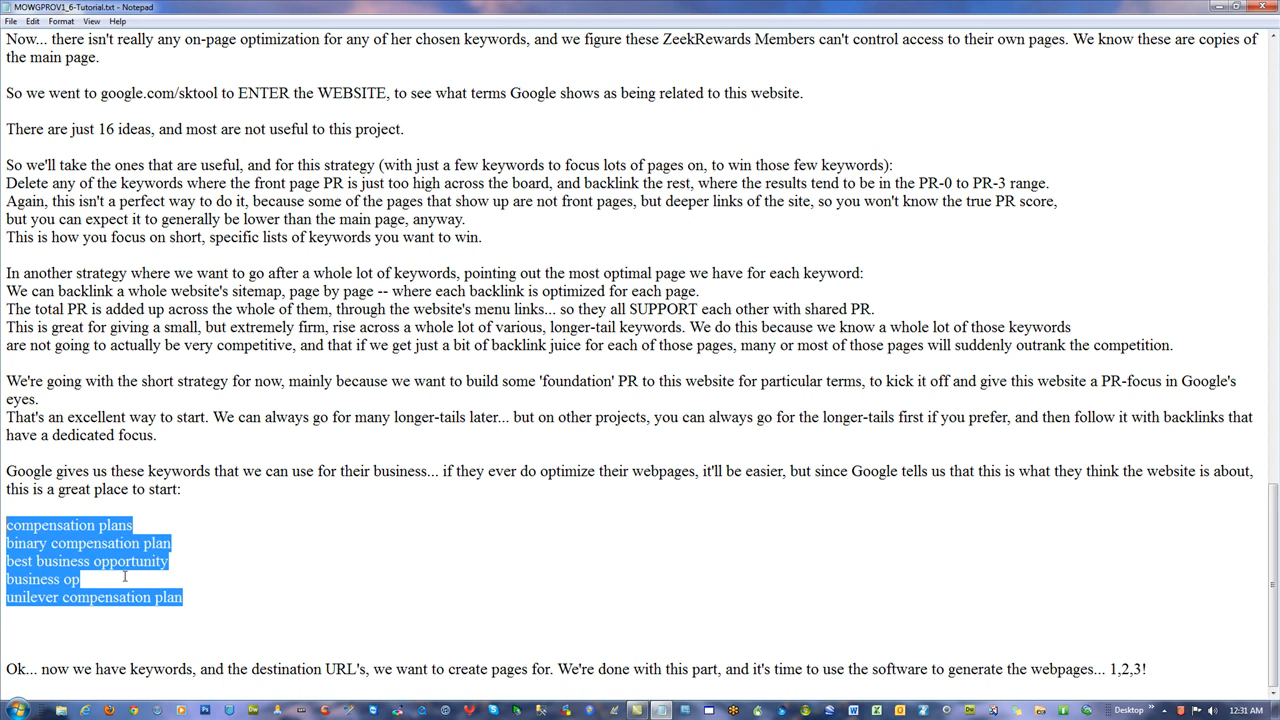 MOWGPROV1_6-Tutorial.txt - Notepad
File Edit Format View Help
Now... there isn't really any on-page optimization for any of her chosen keywords, and we figure these ZeekRewards Members can't control access to their own pages. We know these are copies of
the main page.
So we went to google.com/sktool to ENTER the WEBSITE, to see what terms Google shows as being related to this website.
There are just 16 ideas, and most are not useful to this project.
So we'll take the ones that are useful, and for this strategy (with just a few keywords to focus lots of pages on, to win those few keywords):
Delete any of the keywords where the front page PR is just too high across the board, and backlink the rest, where the results tend to be in the PR-0 to PR-3 range.
Again, this isn't a perfect way to do it, because some of the pages that show up are not front pages, but deeper links of the site, so you won't know the true PR score,
but you can expect it to generally be lower than the main page, anyway.
This is how you focus on short, specific lists of keywords you want to win.
In another strategy where we want to go after a whole lot of keywords, pointing out the most optimal page we have for each keyword:
We can backlink a whole website's sitemap, page by page -- where each backlink is optimized for each page.
The total PR is added up across the whole of them, through the website's menu links... so they all SUPPORT each other with shared PR.
This is great for giving a small, but extremely firm, rise across a whole lot of various, longer-tail keywords. We do this because we know a whole lot of those keywords
are not going to actually be very competitive, and that if we get just a bit of backlink juice for each of those pages, many or most of those pages will suddenly outrank the competition.
We're going with the short strategy for now, mainly because we want to build some 'foundation' PR to this website for particular terms, to kick it off and give this website a PR-focus in Google's
eyes.
That's an excellent way to start. We can always go for many longer-tails later... but on other projects, you can always go for the longer-tails first if you prefer, and then follow it with backlinks that
have a dedicated focus.
Google gives us these keywords that we can use for their business... if they ever do optimize their webpages, it'll be easier, but since Google tells us that this is what they think the website is about,
this is a great place to start:
compensation plans
binary compensation plan
best business opportunity
business op
unilever compensation plan
Ok... now we have keywords, and the destination URL's, we want to create pages for. We're done with this part, and it's time to use the software to generate the webpages... 1,2,3!
Desktop
12:31 AM